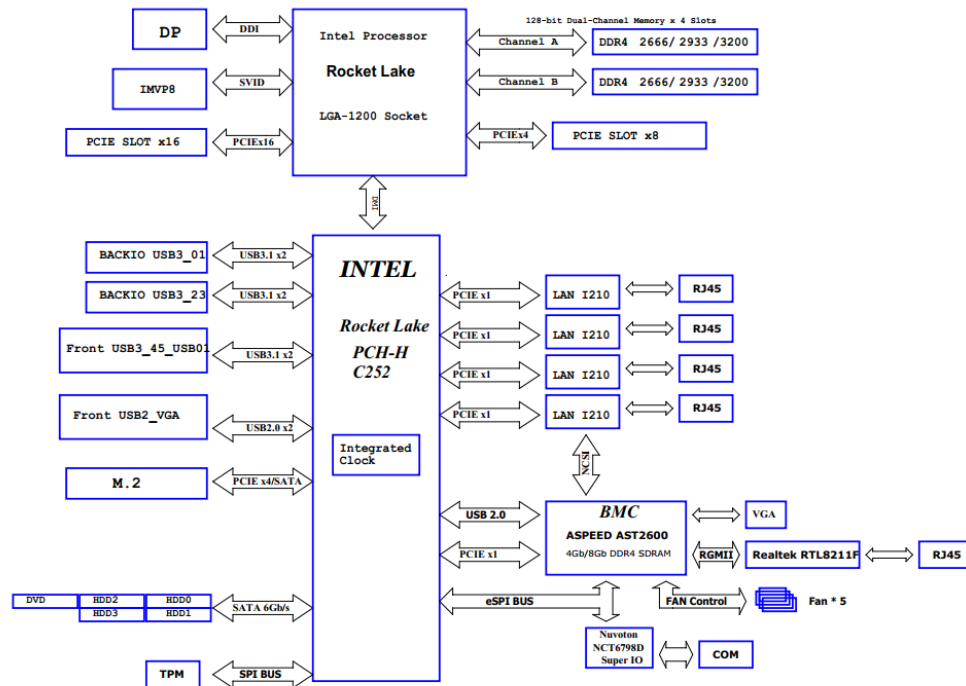 128-bit Dual-Channel Memory x 4 Slots
DP
DDI
Intel Processor
Rocket Lake
LGA-1200 Socket
Channel A
DDR4 2666/ 2933 /3200
IMVP8
SVID
Channel B
DDR4 2666/ 2933 /3200
PCIE SLOT x16
PCIEx16
PCIEx4
PCIE SLOT x8
DMI
BACKIO USB3_01
USB3.1 x2
INTEL
Rocket Lake
PCH-H
C252
BACKIO USB3_23
USB3.1 x2
PCIE x1
LAN I210
RJ45
Front USB3_45_USB01
USB3.1 x2
PCIE x1
LAN I210
RJ45
PCIE x1
LAN I210
RJ45
Front USB2_VGA
USB2.0 x2
PCIE x1
LAN I210
RJ45
Integrated
Clock
NCSI
M.2
PCIE x4/SATA
USB 2.0
BMC
ASPEED AST2600
4Gb/8Gb DDR4 SDRAM
VGA
PCIE x1
RGMII
Realtek RTL8211F
RJ45
DVD
HDD2
HDD0
HDD3
HDD1
SATA 6Gb/s
eSPI BUS
FAN Control
Fan * 5
Nuvoton
NCT6798D
Super IO
COM
TPM
SPI BUS